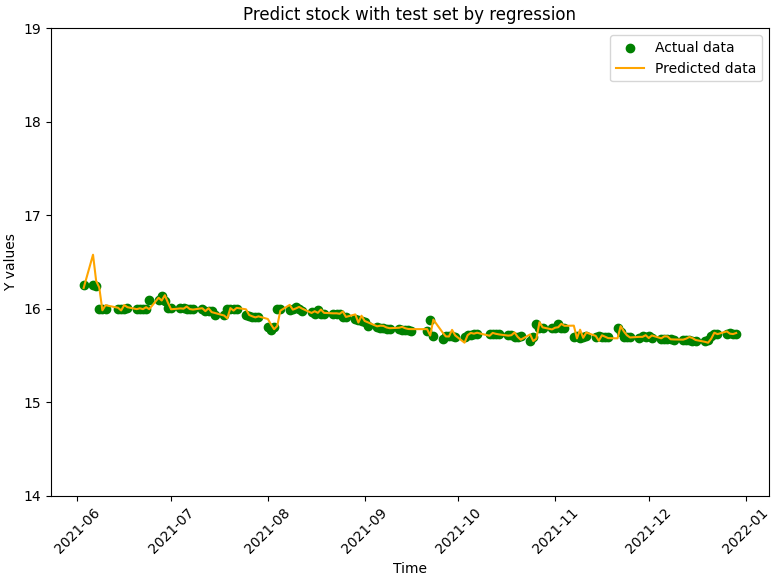 Predict stock with test set by regression
Actual data
Predicted data
Y values
19
18
17
16
15
14
2021-06
2021-07
2021-08
2021-09
2021-10
2021-11
2021-12
2022-01
Time